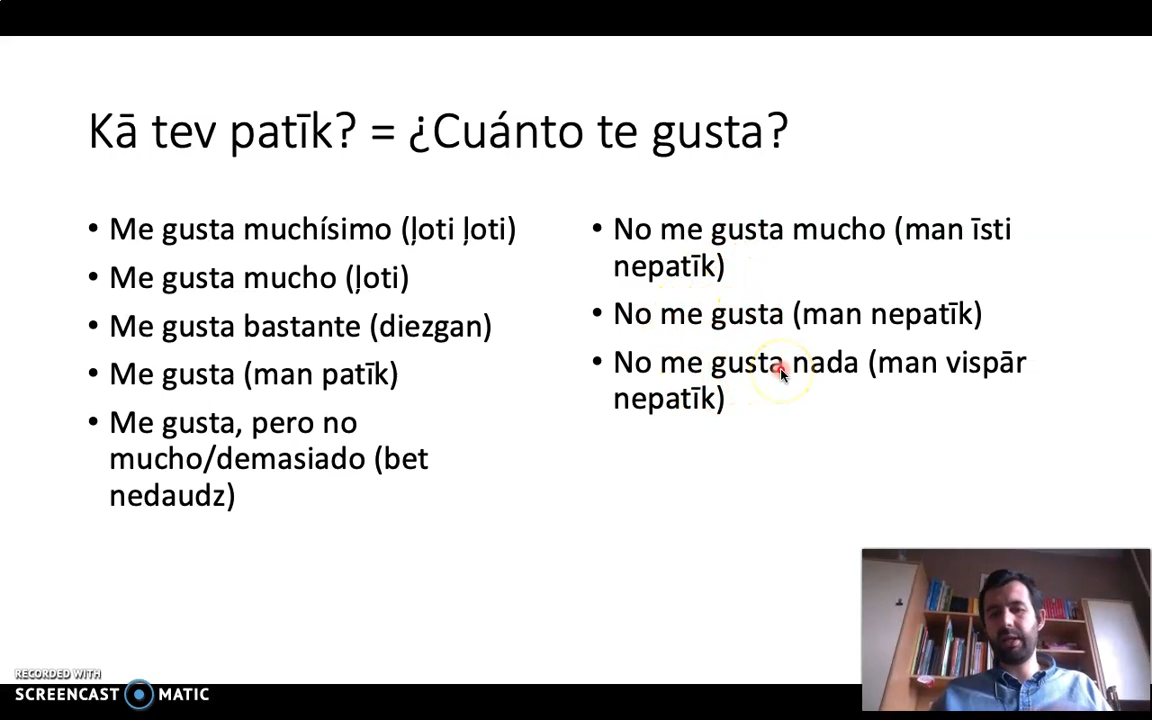 Kā tev patīk? = ¿Cuánto te gusta?
• Me gusta muchísimo (ļoti ļoti)
• Me gusta mucho (ļoti)
• Me gusta bastante (diezgan)
• Me gusta (man patīk)
• Me gusta, pero no
mucho/demasiado (bet
nedaudz)
• No me gusta mucho (man īsti
nepatīk)
• No me gusta (man nepatīk)
• No me gusta nada (man vispār
nepatīk)
RECORDED WITH
SCREENCAST MATIC